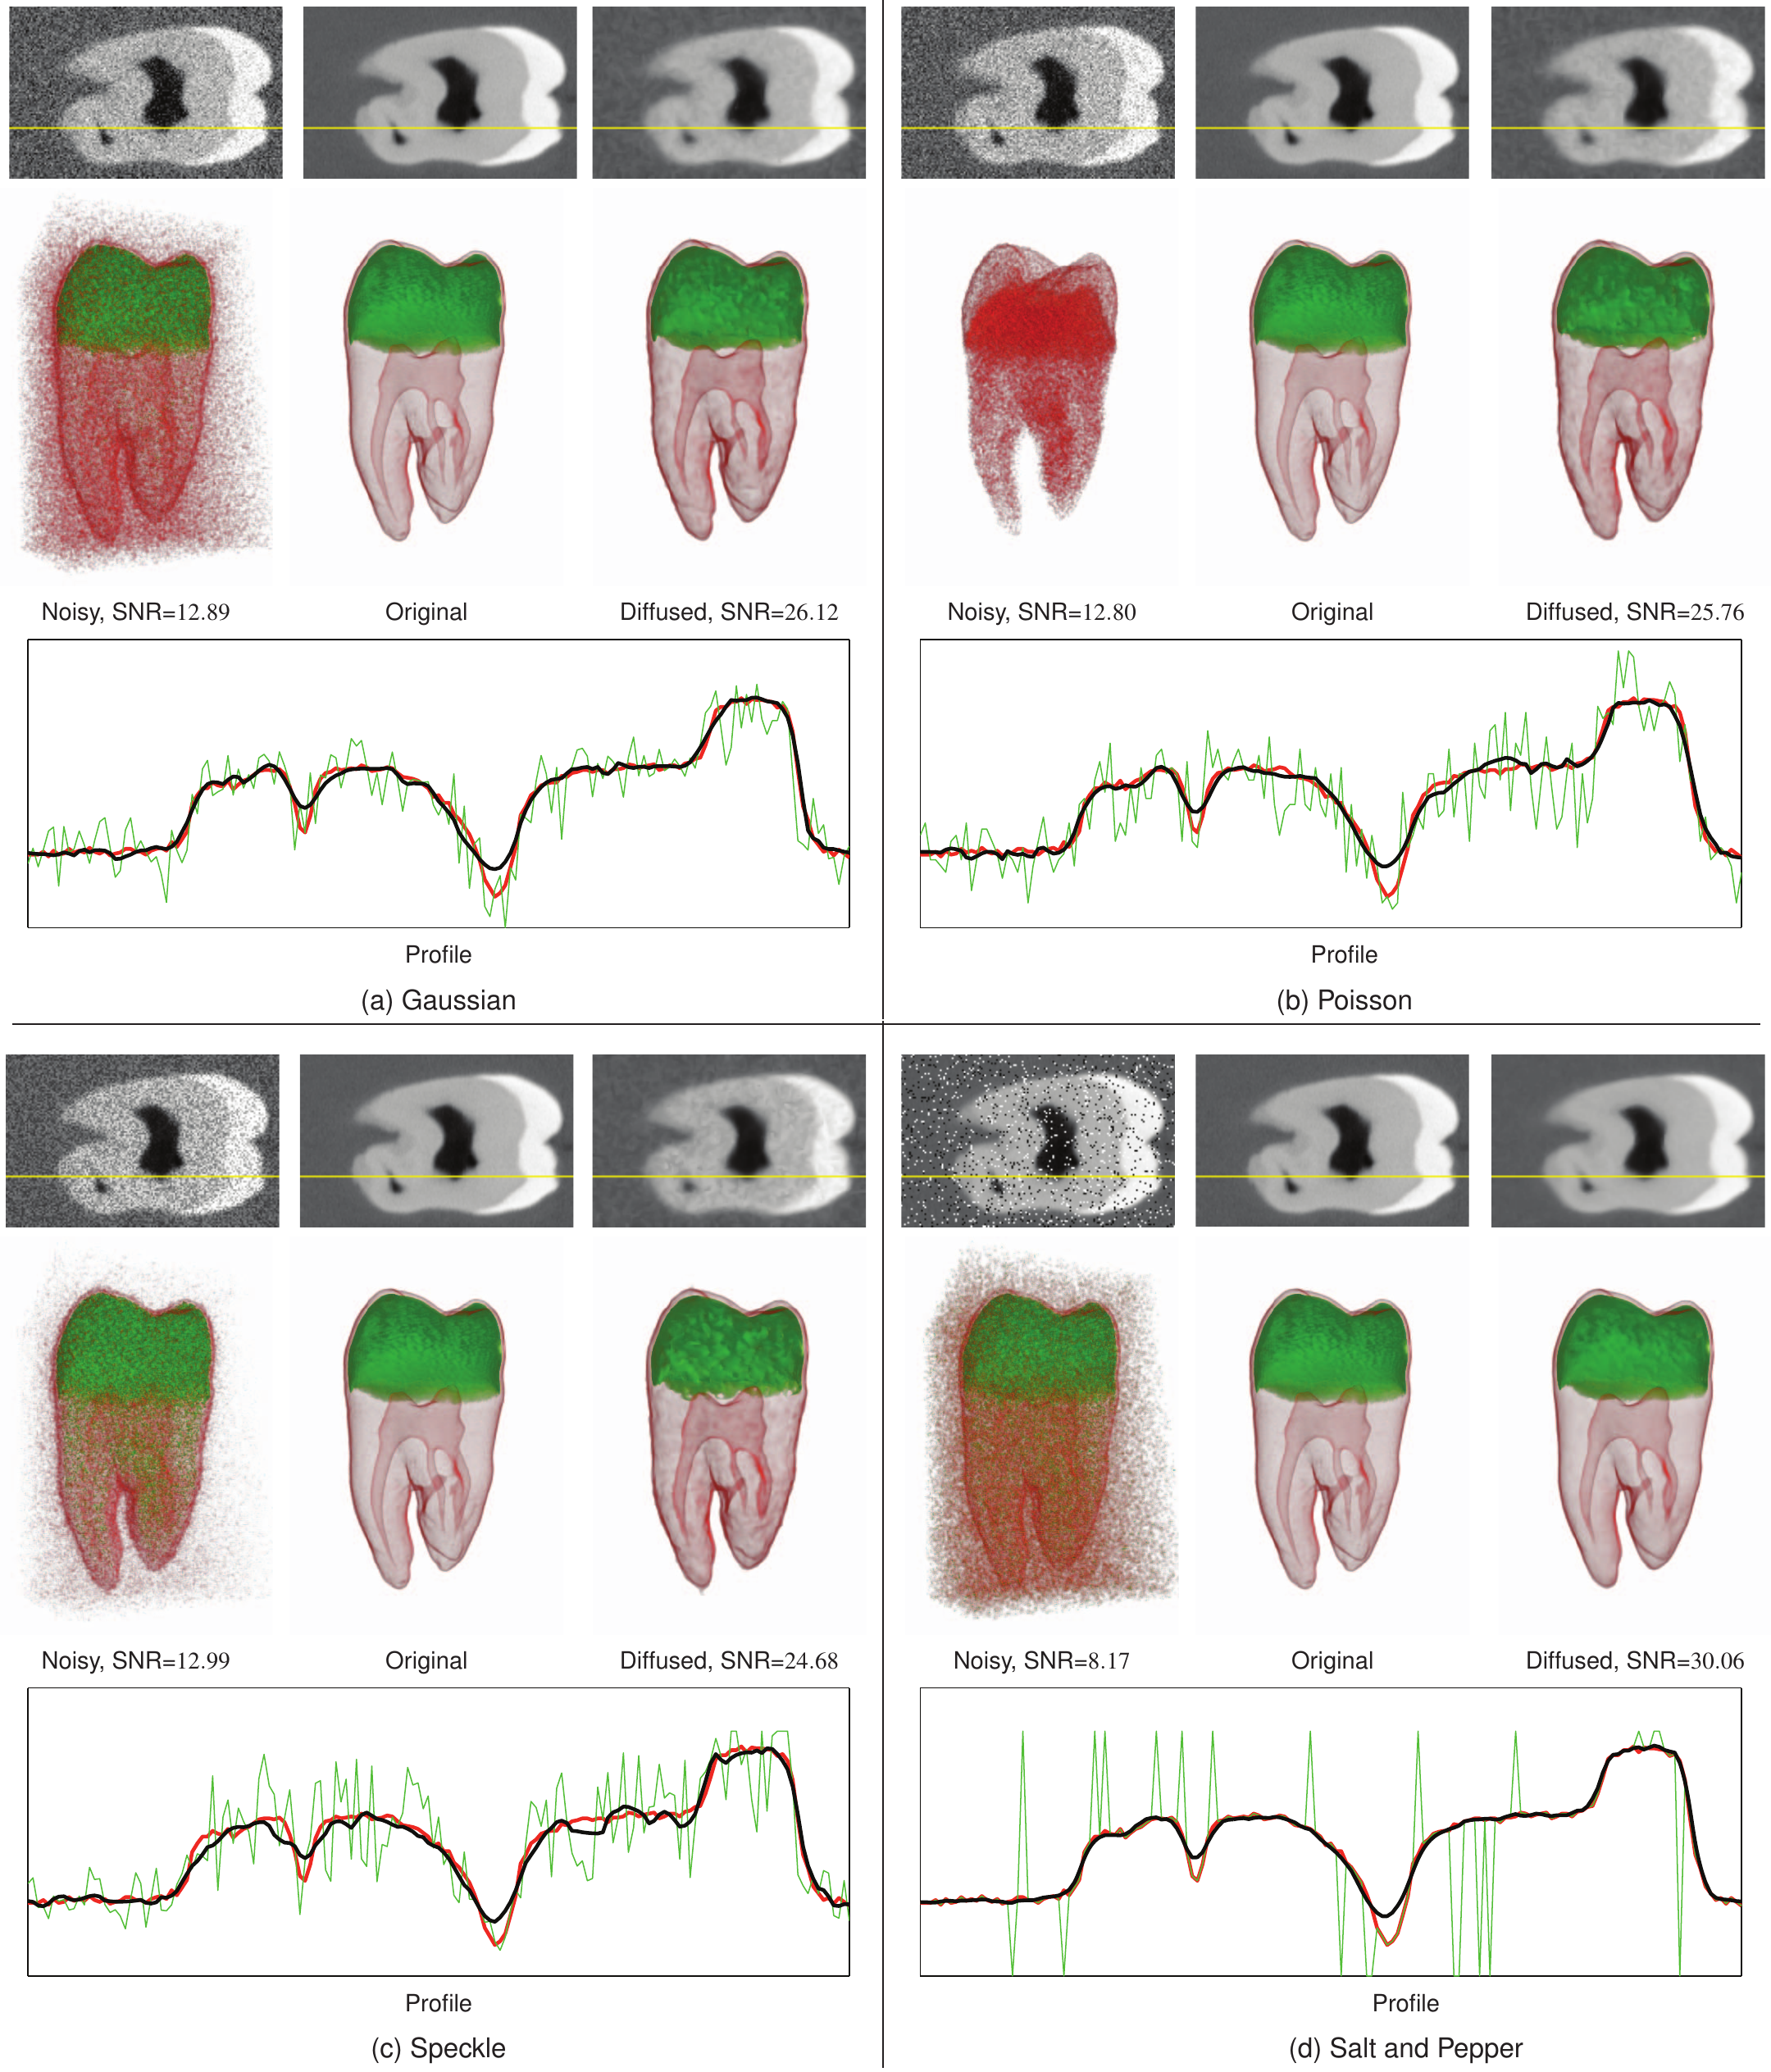 Noisy, SNR=12.89
Original
Diffused, SNR=26.12
Profile
(a) Gaussian
Noisy, SNR=12.80
Original
Diffused, SNR=25.76
Profile
(b) Poisson
Noisy, SNR=12.99
Original
Diffused, SNR=24.68
Profile
(c) Speckle
Noisy, SNR=8.17
Original
Diffused, SNR=30.06
Profile
(d) Salt and Pepper